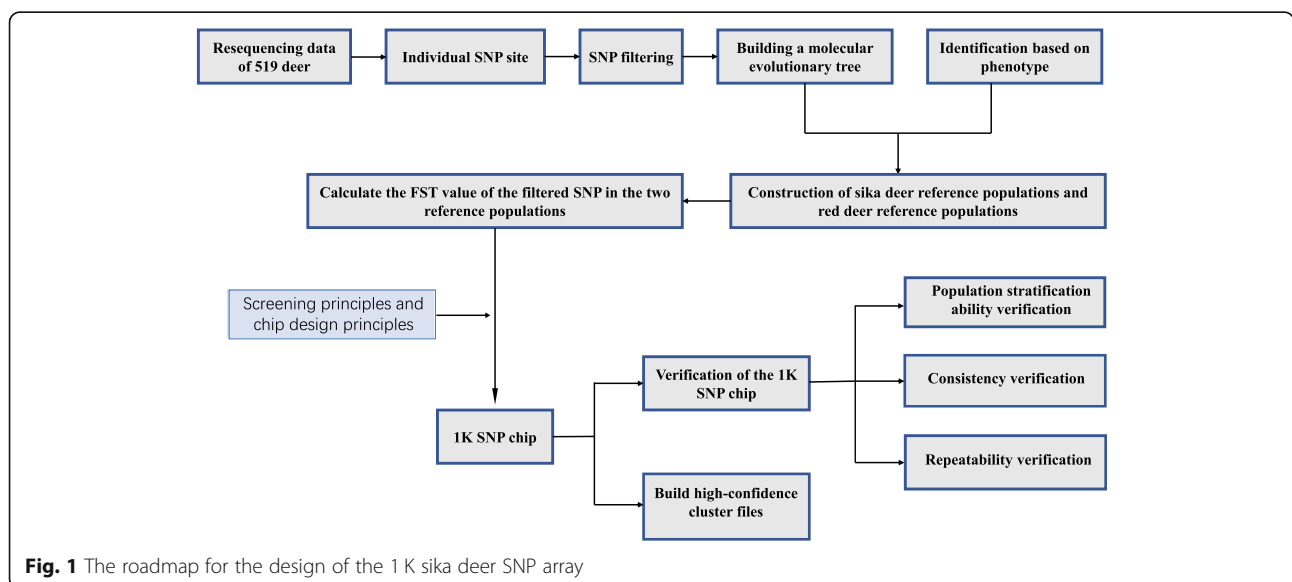 Resequencing data
of 519 deer
Individual SNP site
SNP filtering
Building a molecular
evolutionary tree
Identification based on
phenotype
Calculate the FST value of the filtered SNP in the two
reference populations
Construction of sika deer reference populations and
red deer reference populations
Screening principles and
chip design principles
Population stratification
ability verification
Verification of the 1K
SNP chip
Consistency verification
1K SNP chip
Repeatability verification
Build high-confidence
cluster files
Fig. 1 The roadmap for the design of the 1 K sika deer SNP array